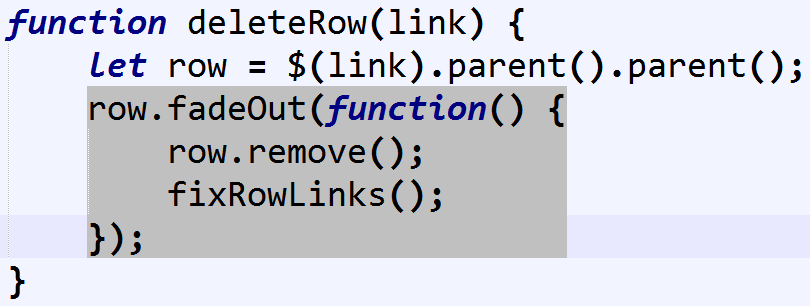 function deleteRow(link) {
    let row = $(link).parent().parent();
    row.fadeOut(function() {
        row.remove();
        fixRowLinks();
    });
}